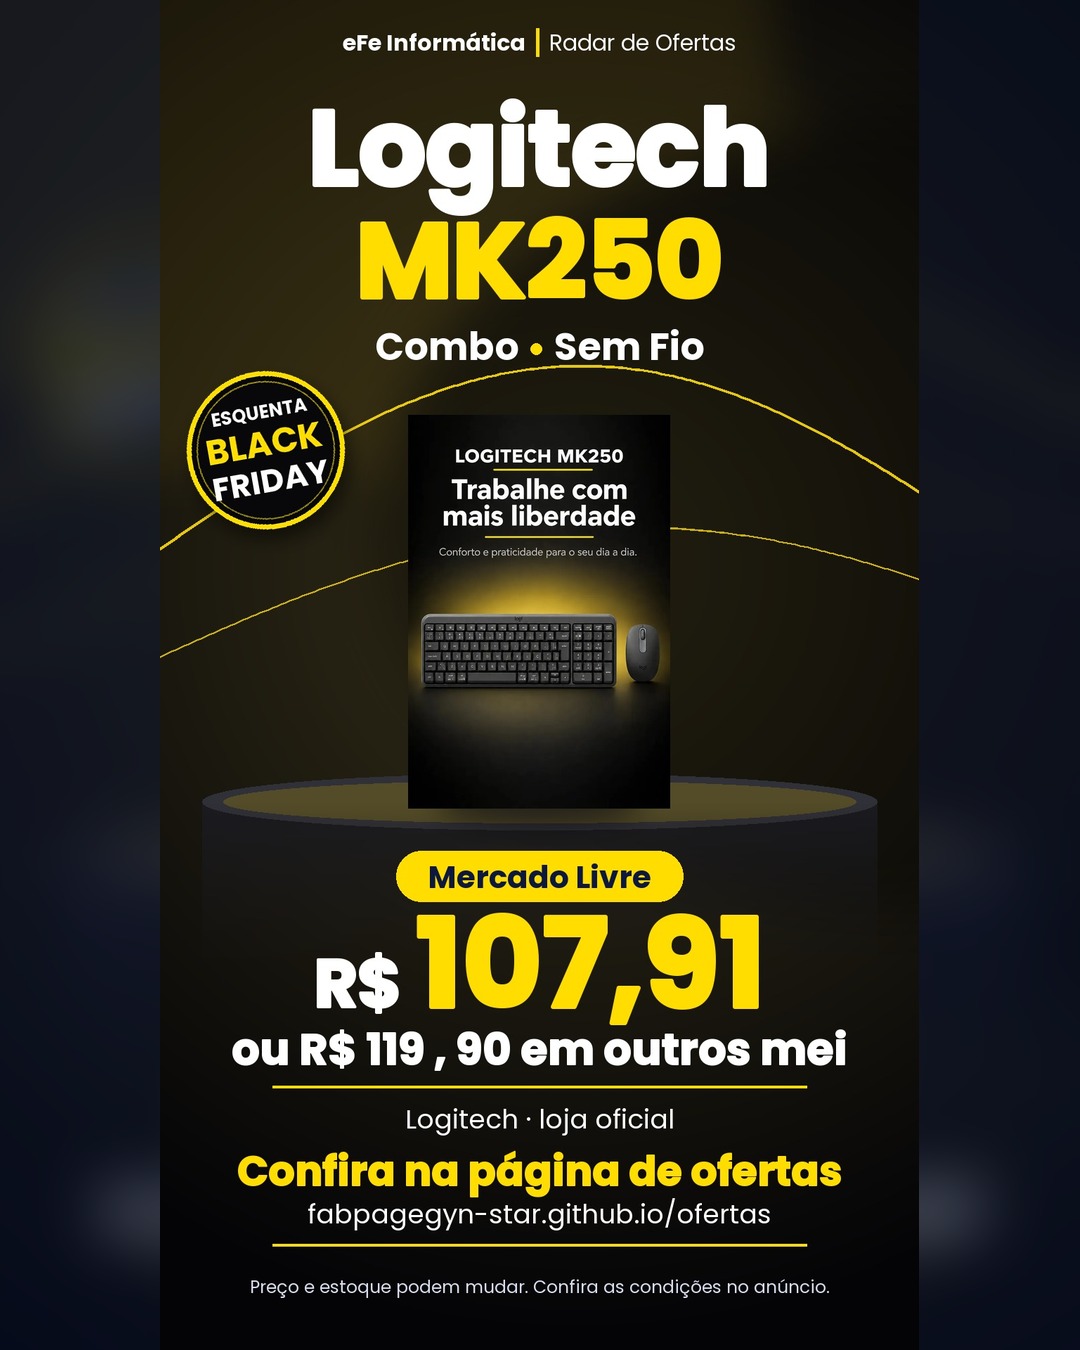 eFe Informática | Radar de Ofertas
Logitech
MK250
Combo • Sem Fio
ESQUENTA
BLACK
FRIDAY
LOGITECH MK250
Trabalhe com
mais liberdade
Conforto e praticidade para o seu dia a dia.
Mercado Livre
R$ 107,91
ou R$ 119 , 90 em outros mei
Logitech · loja oficial
Confira na página de ofertas
fabpagegyn-star.github.io/ofertas
Preço e estoque podem mudar. Confira as condições no anúncio.